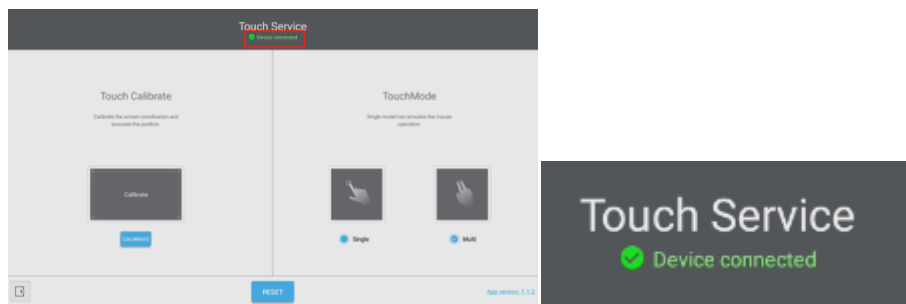 Touch Service
Device connected
Touch Calibrate
Calibrate the screen coordination and
accurate the position
Calibrate
CALIBRATE
TouchMode
Single model can simulate the mouse
operation.
Single
Multi
RESET
App version: 1.1.2
Touch Service
Device connected